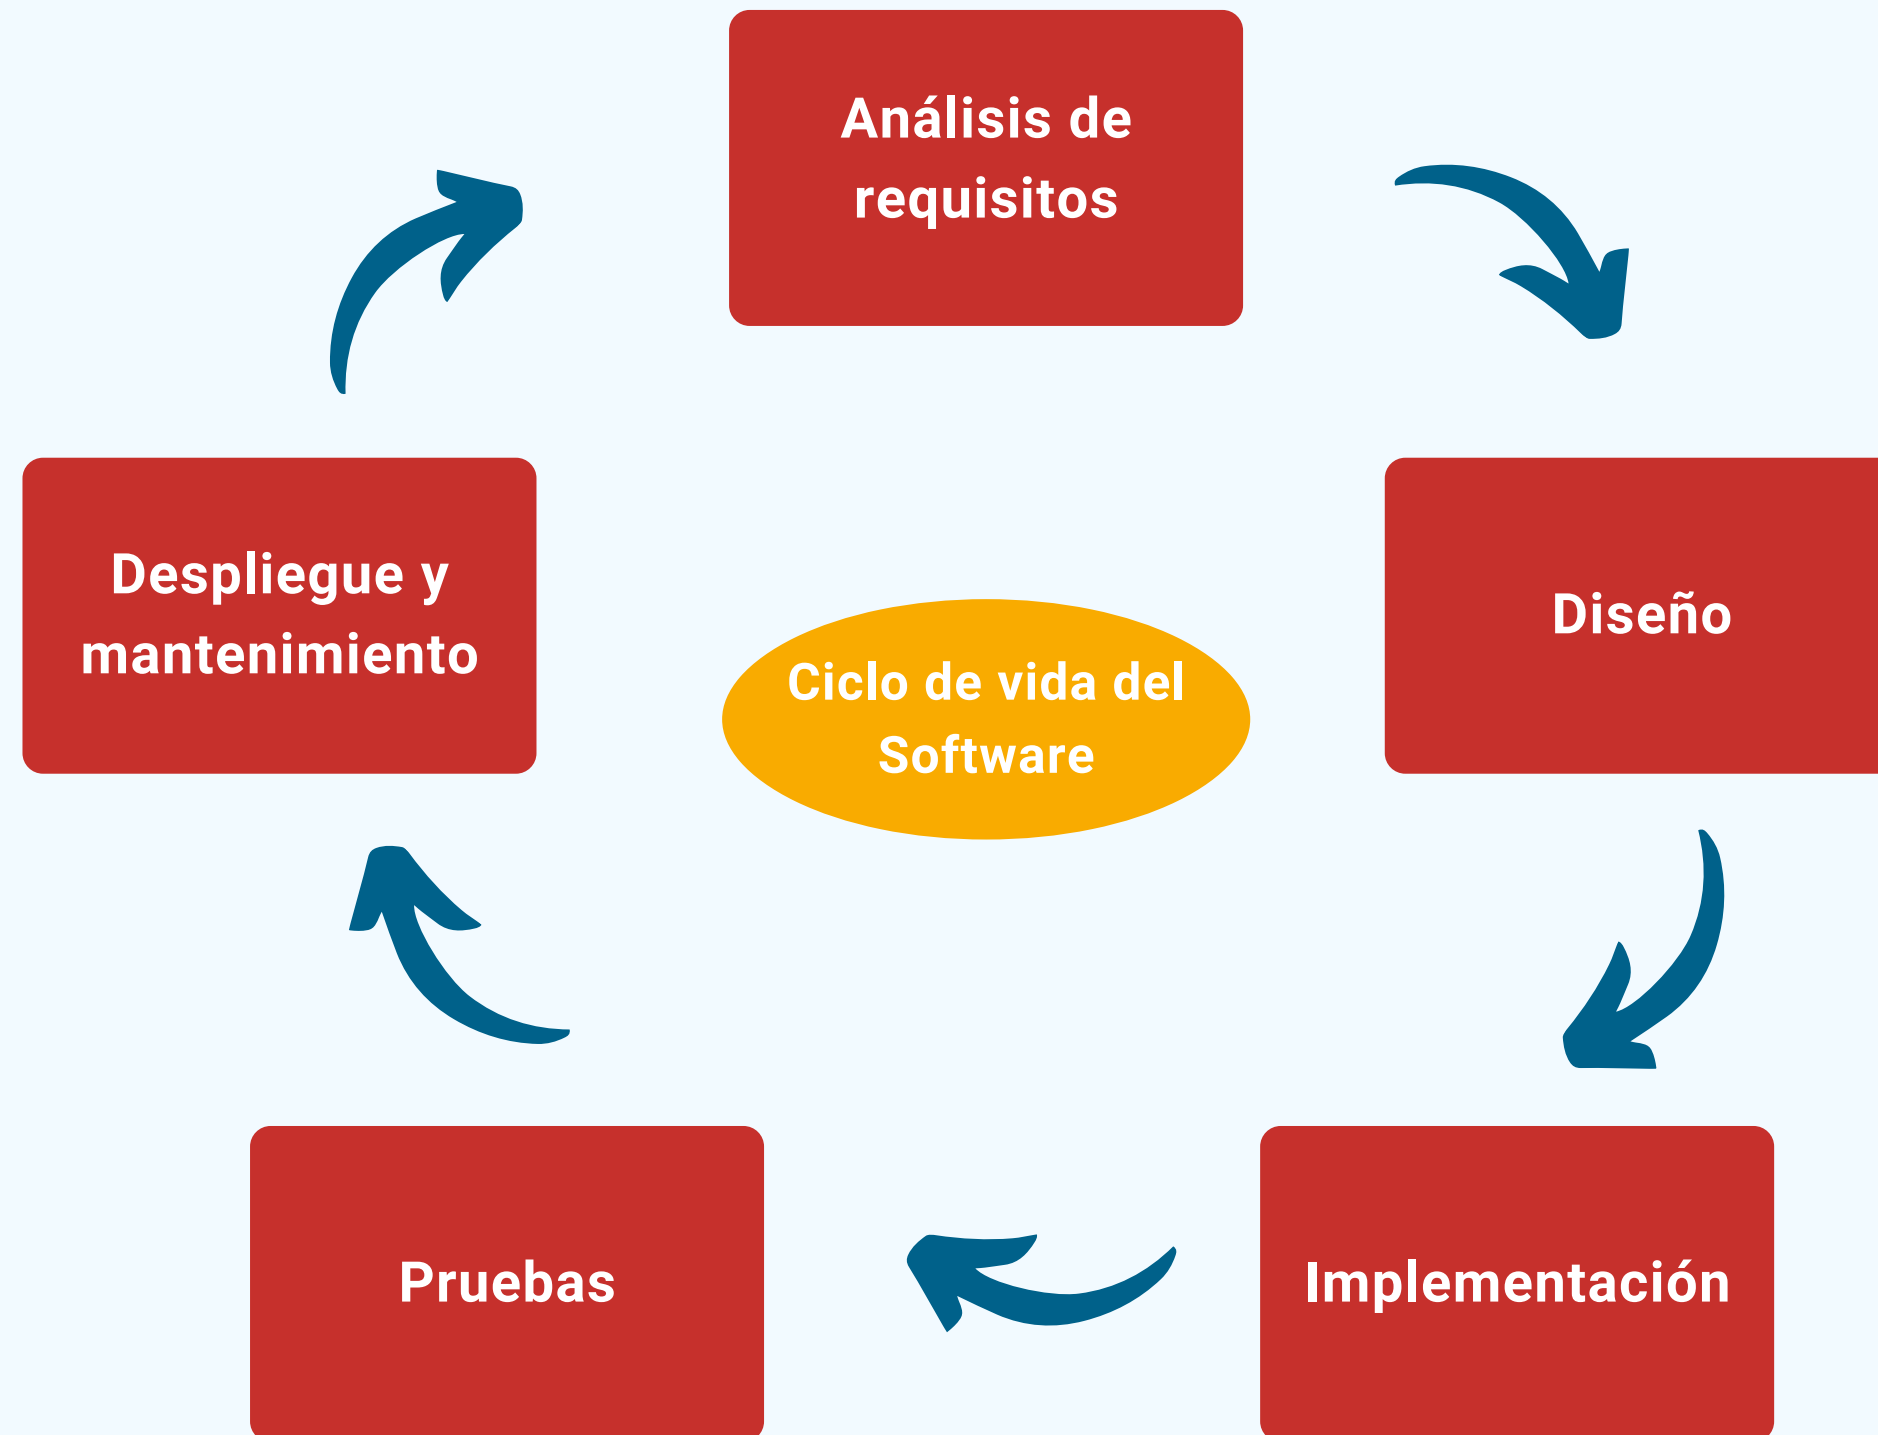 Análisis de
requisitos
Despliegue y
mantenimiento
Diseño
Ciclo de vida del
Software
Pruebas
Implementación